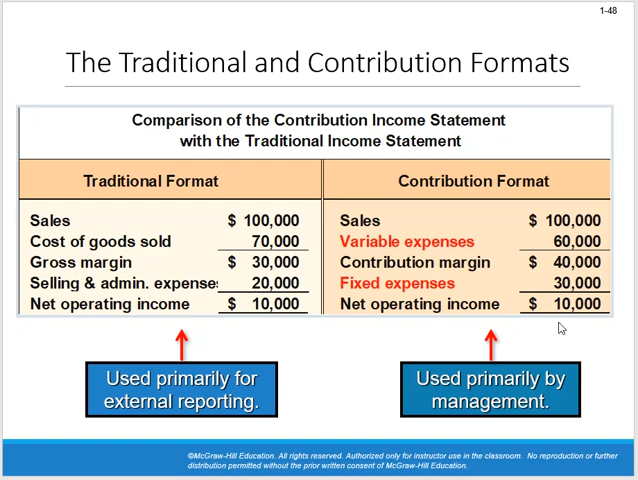 1-48
The Traditional and Contribution Formats
Comparison of the Contribution Income Statement
with the Traditional Income Statement
Traditional Format
Sales $ 100,000
Cost of goods sold 70,000
Gross margin $ 30,000
Selling & admin. expenses 20,000
Net operating income $ 10,000
Contribution Format
Sales $ 100,000
Variable expenses 60,000
Contribution margin $ 40,000
Fixed expenses 30,000
Net operating income $ 10,000
Used primarily for
external reporting.
Used primarily by
management.
©McGraw-Hill Education. All rights reserved. Authorized only for instructor use in the classroom. No reproduction or further
distribution permitted without the prior written consent of McGraw-Hill Education.